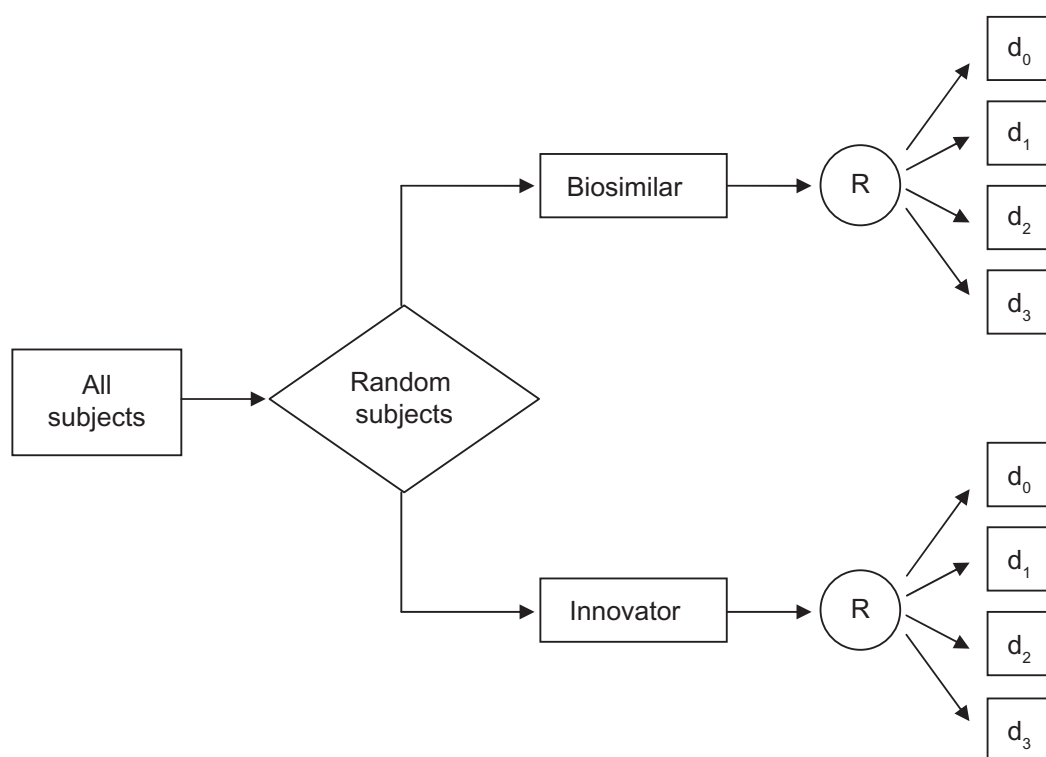 All
subjects
Random
subjects
Biosimilar
R
d₀
d₁
d₂
d₃
Innovator
R
d₀
d₁
d₂
d₃